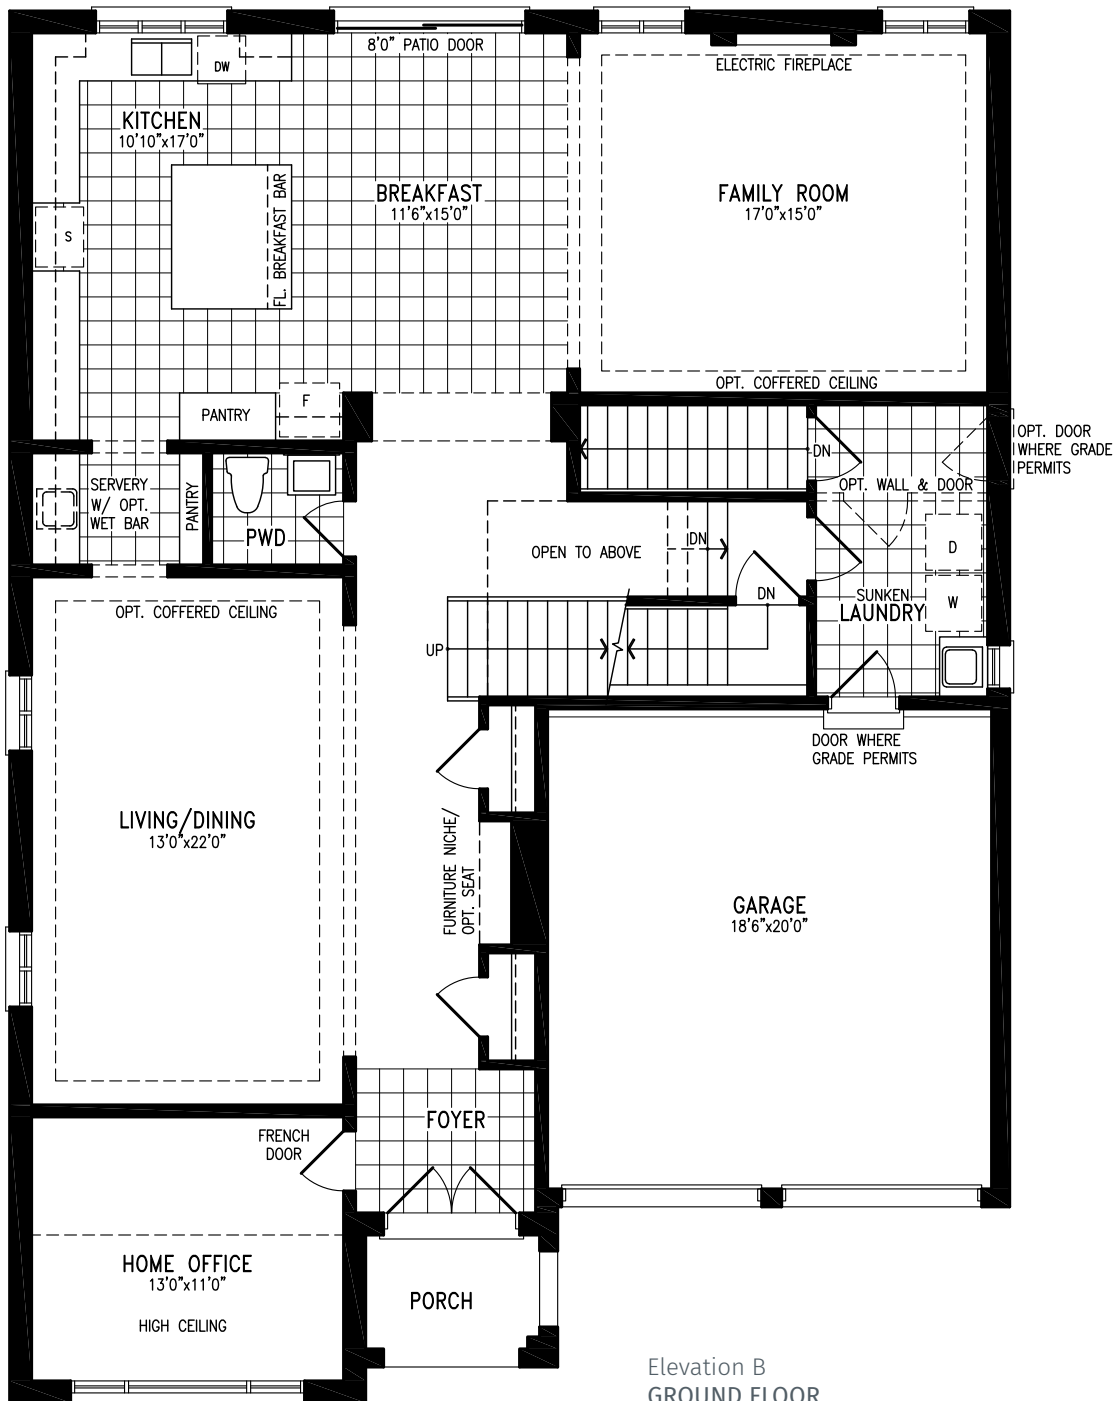 8'0" PATIO DOOR
DW
ELECTRIC FIREPLACE
KITCHEN
10'10"x17'0"
BREAKFAST
11'6"x15'0"
FAMILY ROOM
17'0"x15'0"
S
FL. BREAKFAST BAR
OPT. COFFERED CEILING
F
PANTRY
DN
OPT. DOOR
WHERE GRADE
PERMITS
SERVERY
W/ OPT.
WET BAR
PANTRY
PWD
OPT. WALL & DOOR
OPEN TO ABOVE
DN
D
DN
SUNKEN
LAUNDRY
W
OPT. COFFERED CEILING
UP
DOOR WHERE
GRADE PERMITS
LIVING/DINING
13'0"x22'0"
FURNITURE NICHE/
OPT. SEAT
GARAGE
18'6"x20'0"
FOYER
FRENCH
DOOR
HOME OFFICE
13'0"x11'0"
HIGH CEILING
PORCH
Elevation B
GROUND FLOOR